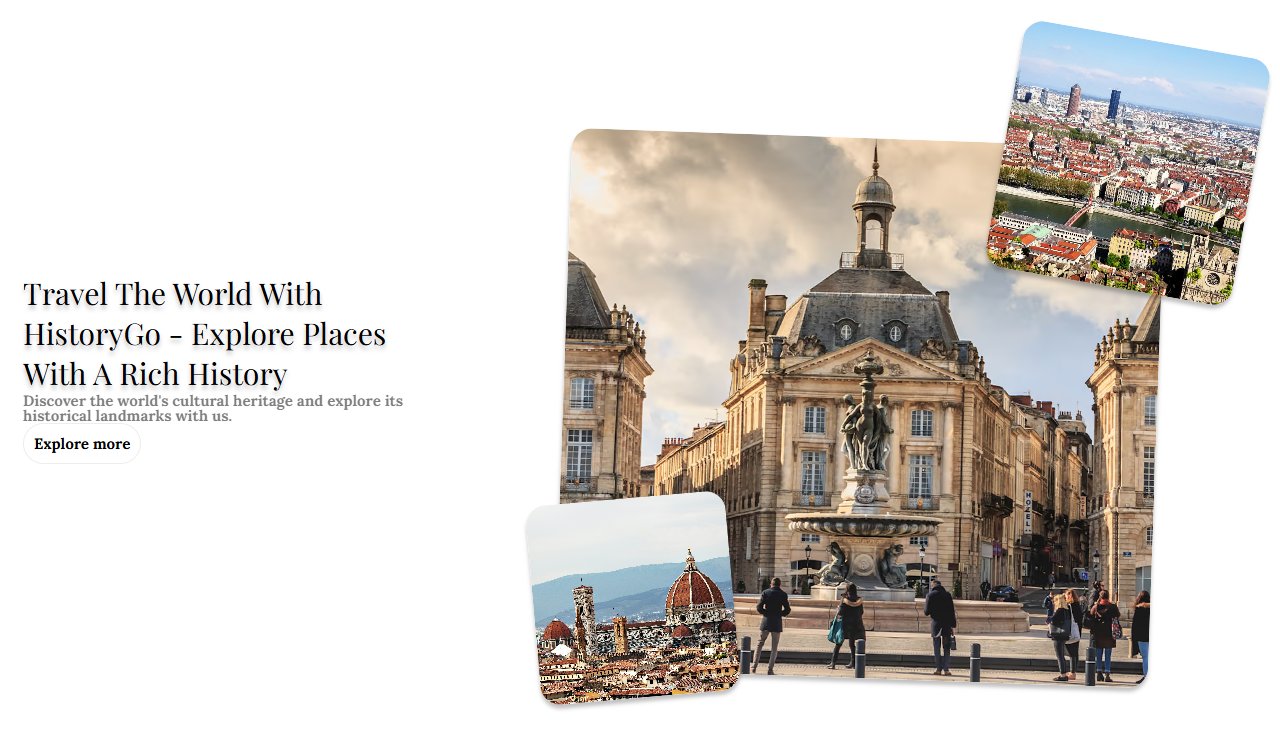 Travel The World With
HistoryGo - Explore Places
With A Rich History
Discover the world's cultural heritage and explore its
historical landmarks with us.
Explore more
HOTEL